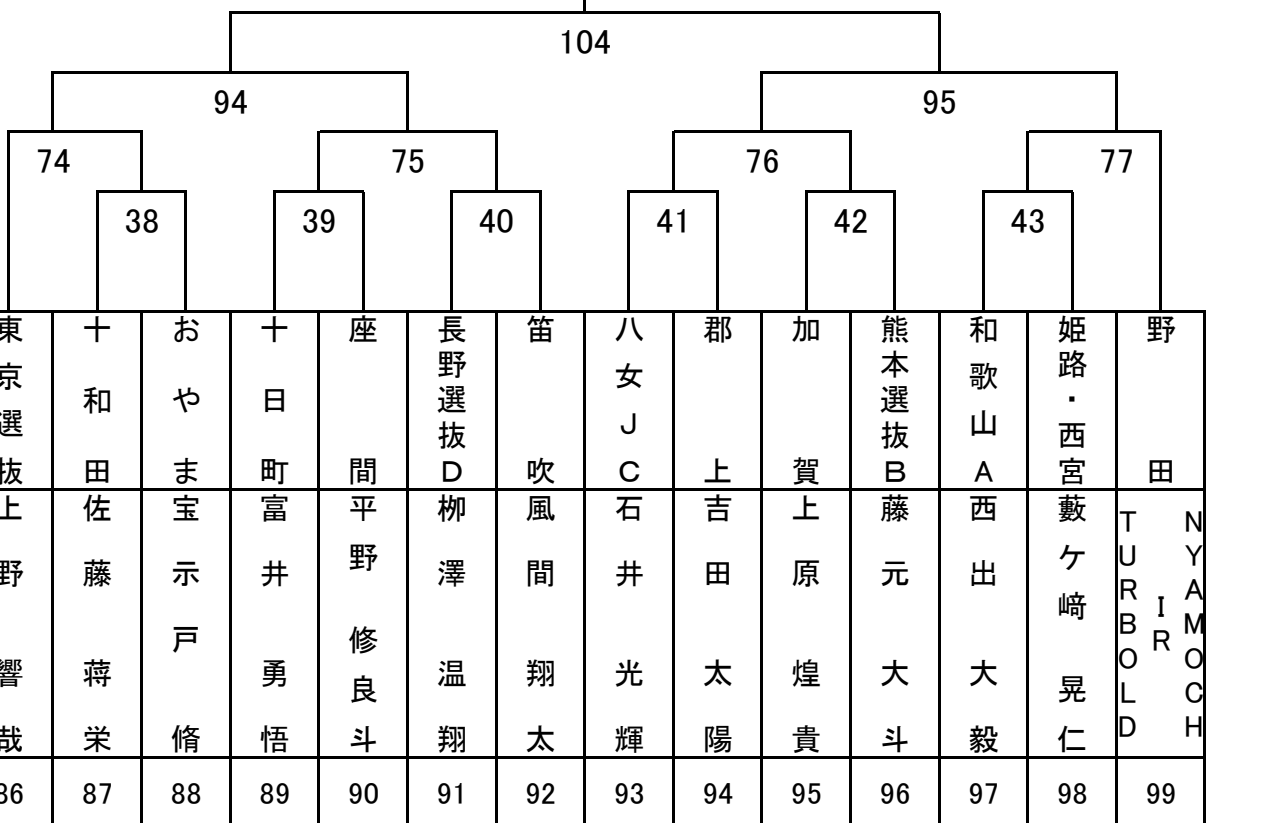 104
94
95
74
75
76
77
38
39
40
41
42
43
東京選抜
十和田
おやま
十日町
座間
長野選抜D
笛吹
八女JC
郡上
加賀
熊本選抜B
和歌山A
姫路・西宮
野田
上野 響哉
佐藤 蒋栄
宝示戸 脩
富井 勇悟
平野 修良斗
栁澤 温翔
風間 翔太
石井 光輝
吉田 太陽
上原 煌貴
藤元 大斗
西出 大毅
藪ケ﨑 晃仁
NYAMOCH
IR
TURBOLD
86
87
88
89
90
91
92
93
94
95
96
97
98
99